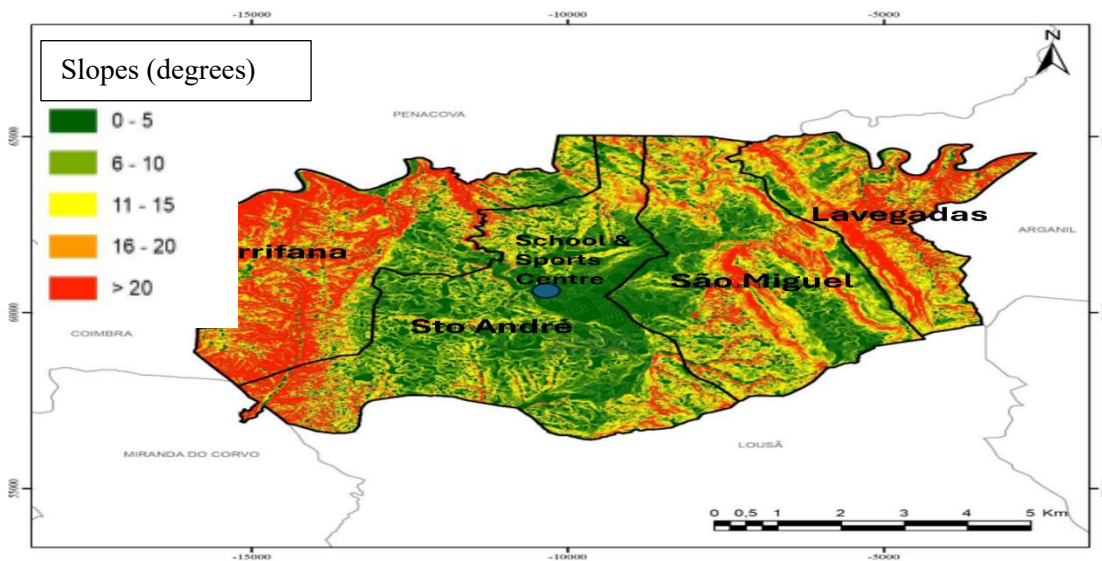 -15000 -10000 -5000
N
Slopes (degrees)
0 - 5
6 - 10
11 - 15
16 - 20
> 20
PENACOVA
65000
Lavegadas
ARGANIL
rrifana
School &
Sports
Centre
São Miguel
60000
COIMBRA
Sto André
LOUSÃ
MIRANDA DO CORVO
55000
0 0,5 1 2 3 4 5 Km
-15000 -10000 -5000